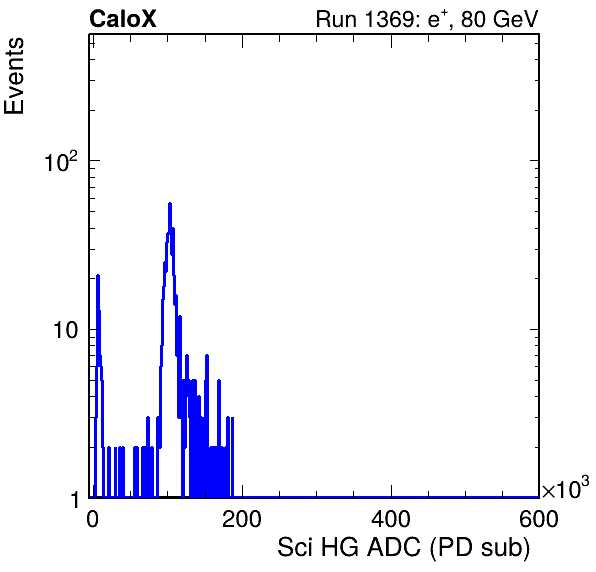 CaloX Run 1369: e⁺, 80 GeV
Events
10²
10
1
0 200 400 600
×10³
Sci HG ADC (PD sub)